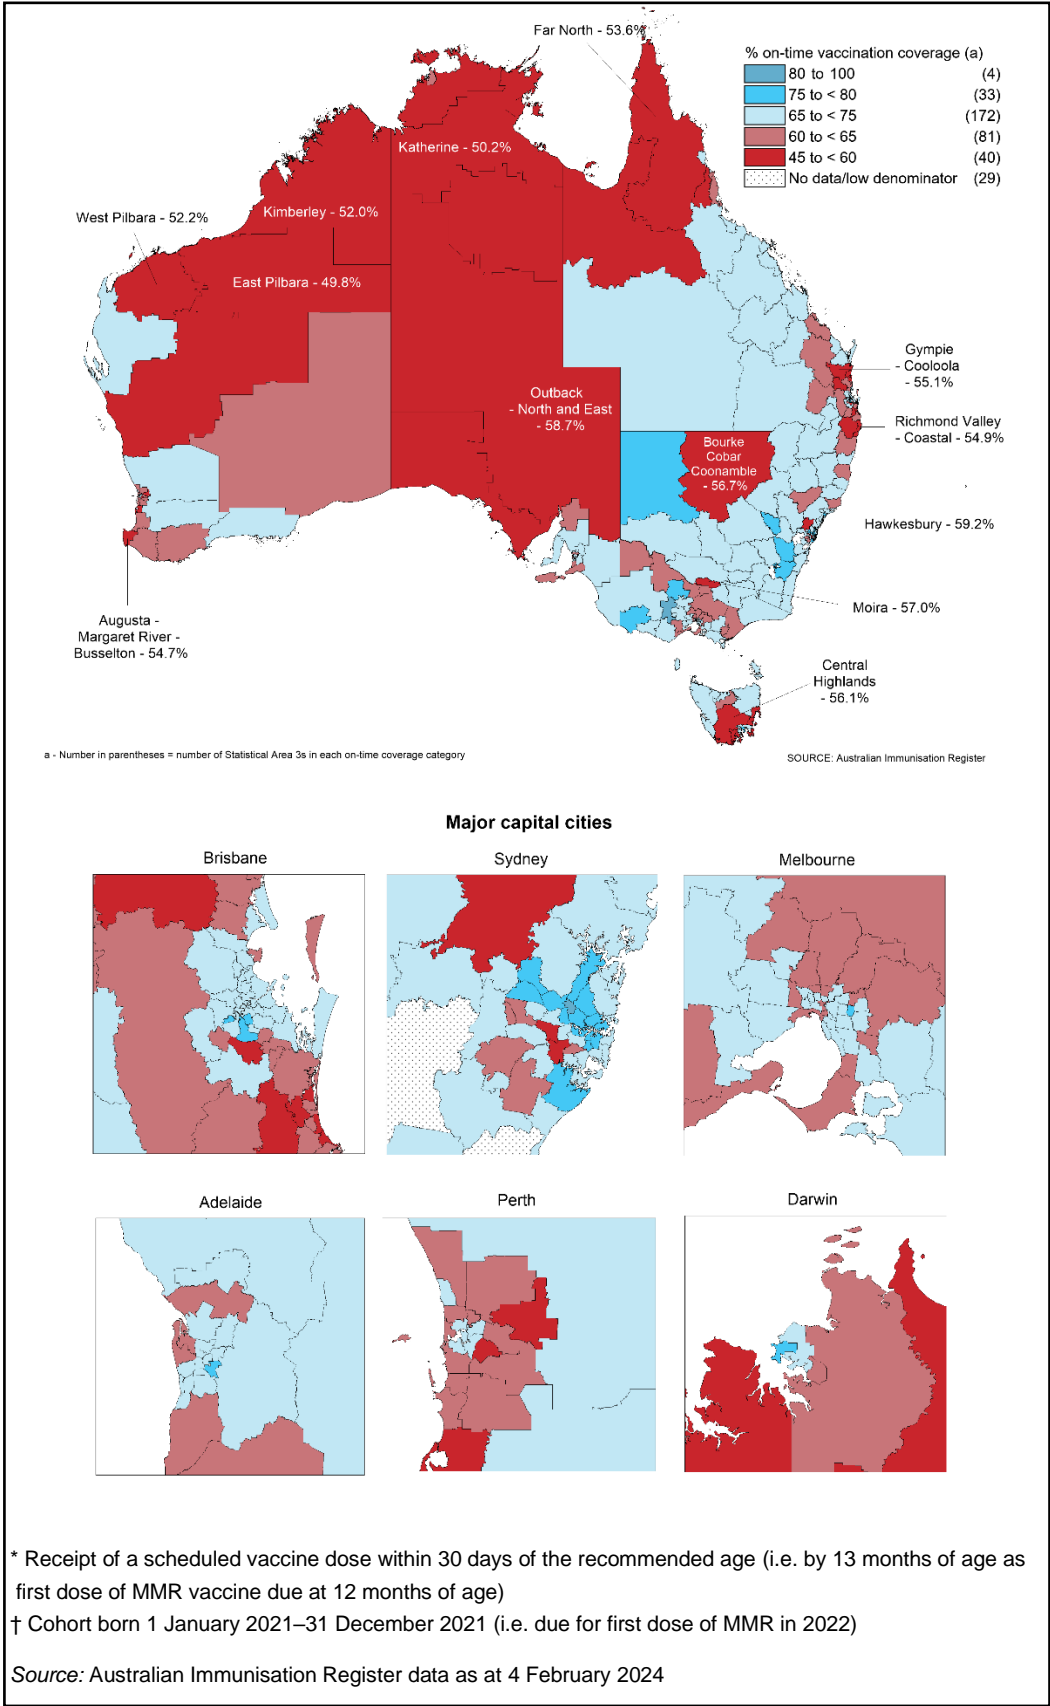 Far North - 53.6%
% on-time vaccination coverage (a)
80 to 100 (4)
75 to < 80 (33)
65 to < 75 (172)
60 to < 65 (81)
45 to < 60 (40)
No data/low denominator (29)
Katherine - 50.2%
West Pilbara - 52.2%
Kimberley - 52.0%
East Pilbara - 49.8%
Outback
- North and East
- 58.7%
Bourke
Cobar
Coonamble
- 56.7%
Gympie
- Cooloola
- 55.1%
Richmond Valley
- Coastal - 54.9%
Hawkesbury - 59.2%
Moira - 57.0%
Augusta -
Margaret River -
Busselton - 54.7%
Central
Highlands
- 56.1%
a - Number in parentheses = number of Statistical Area 3s in each on-time coverage category
SOURCE: Australian Immunisation Register
Major capital cities
Brisbane
Sydney
Melbourne
Adelaide
Perth
Darwin
* Receipt of a scheduled vaccine dose within 30 days of the recommended age (i.e. by 13 months of age as
first dose of MMR vaccine due at 12 months of age)
† Cohort born 1 January 2021–31 December 2021 (i.e. due for first dose of MMR in 2022)
Source: Australian Immunisation Register data as at 4 February 2024